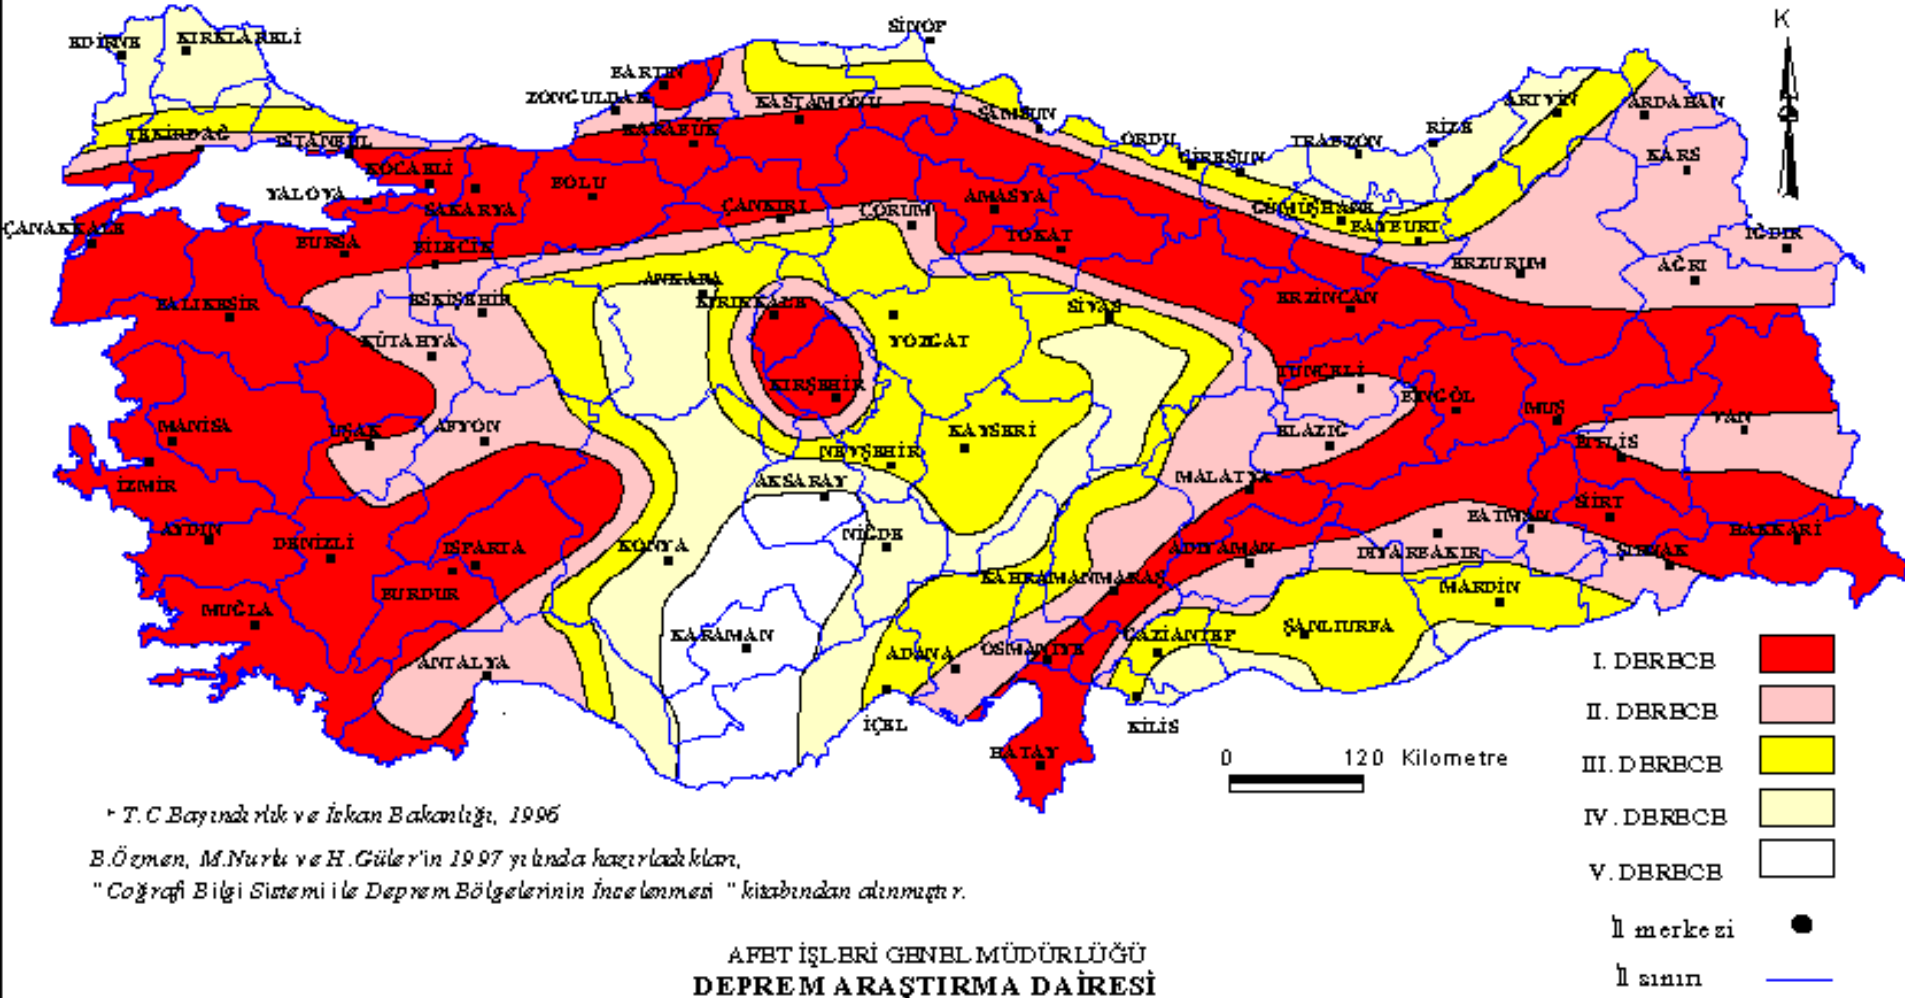 K
EDİRNE
KIRKLARELİ
SİNOP
BARTIN
ZONGULDAK
KASTAMONU
SAMSUN
ARTVİN
ARDAHAN
TEKİRDAĞ
İSTANBUL
KARABUK
ORDU
GİRESUN
TRABZON
RİZE
KARS
KOCAELİ
YALOVA
SAKARYA
BOLU
ÇANKIRI
ÇORUM
AMASYA
GÜMÜŞHANE
BAYBURT
IĞDIR
ÇANAKKALE
BURSA
BİLECİK
TOKAT
ERZURUM
AĞRI
BALIKESİR
ESKİŞEHİR
ANKARA
KIRIKKALE
SİVAS
ERZİNCAN
KÜTAHYA
YOZGAT
KIRŞEHİR
TUNCELİ
BİNGÖL
MUŞ
VAN
MANİSA
UŞAK
AFYON
NEVŞEHİR
KAYSERİ
ELAZIĞ
BİTLİS
İZMİR
AKSARAY
MALATYA
SİİRT
AYDIN
DENİZLİ
ISPARTA
KONYA
NİĞDE
ADIYAMAN
DİYARBAKIR
BATMAN
ŞIRNAK
HAKKARİ
BURDUR
KAHRAMANMARAŞ
MARDİN
MUĞLA
KARAMAN
ADANA
OSMANİYE
GAZİANTEP
ŞANLIURFA
ANTALYA
İÇEL
KİLİS
HATAY
0 120 Kilometre
I. DERECE
II. DERECE
III. DERECE
IV. DERECE
V. DERECE
İl merkezi
İl sınırı
* T.C Bayındırlık ve İskan Bakanlığı, 1996
B.Özmen, M.Nurlu ve H.Güler'in 1997 yılında hazırladıkları,
" Coğrafi Bilgi Sistemi ile Deprem Bölgelerinin İncelenmesi " kitabından alınmıştır.
AFET İŞLERİ GENEL MÜDÜRLÜĞÜ
DEPREM ARAŞTIRMA DAİRESİ